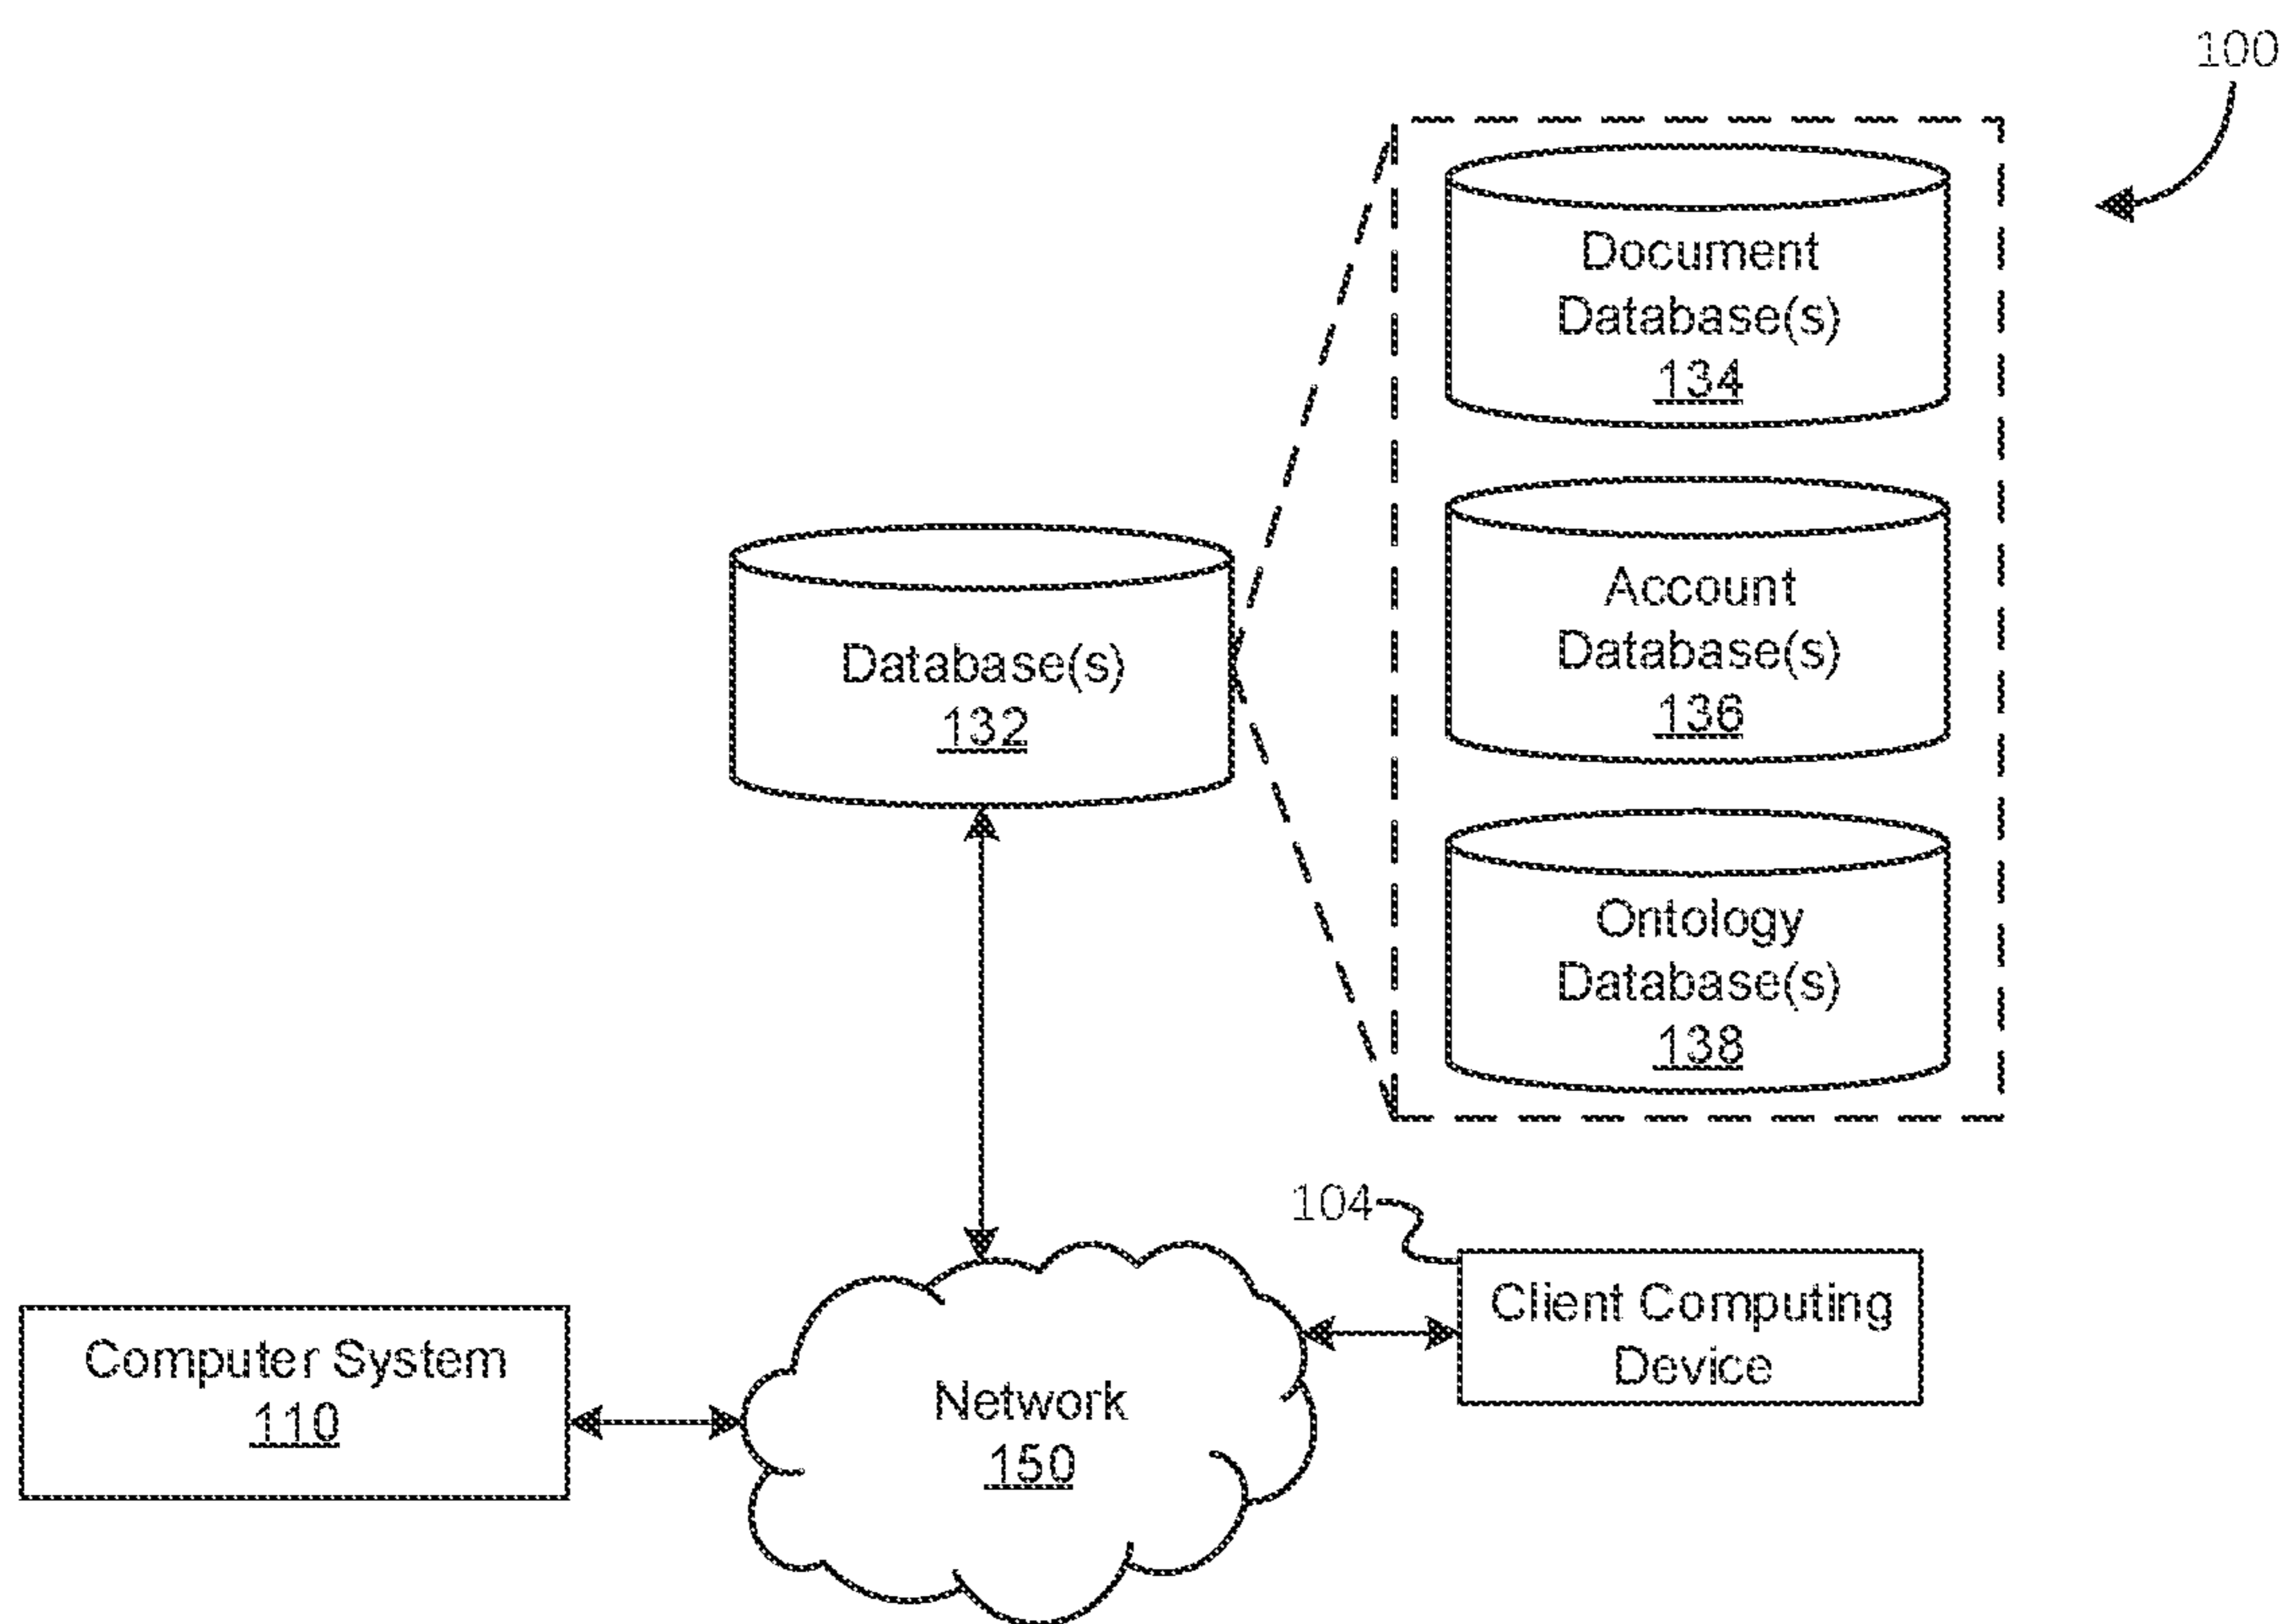 100
Document
Database(s)
134
Account
Database(s)
136
Database(s)
132
Ontology
Database(s)
138
104
Client Computing
Device
Computer System
110
Network
150